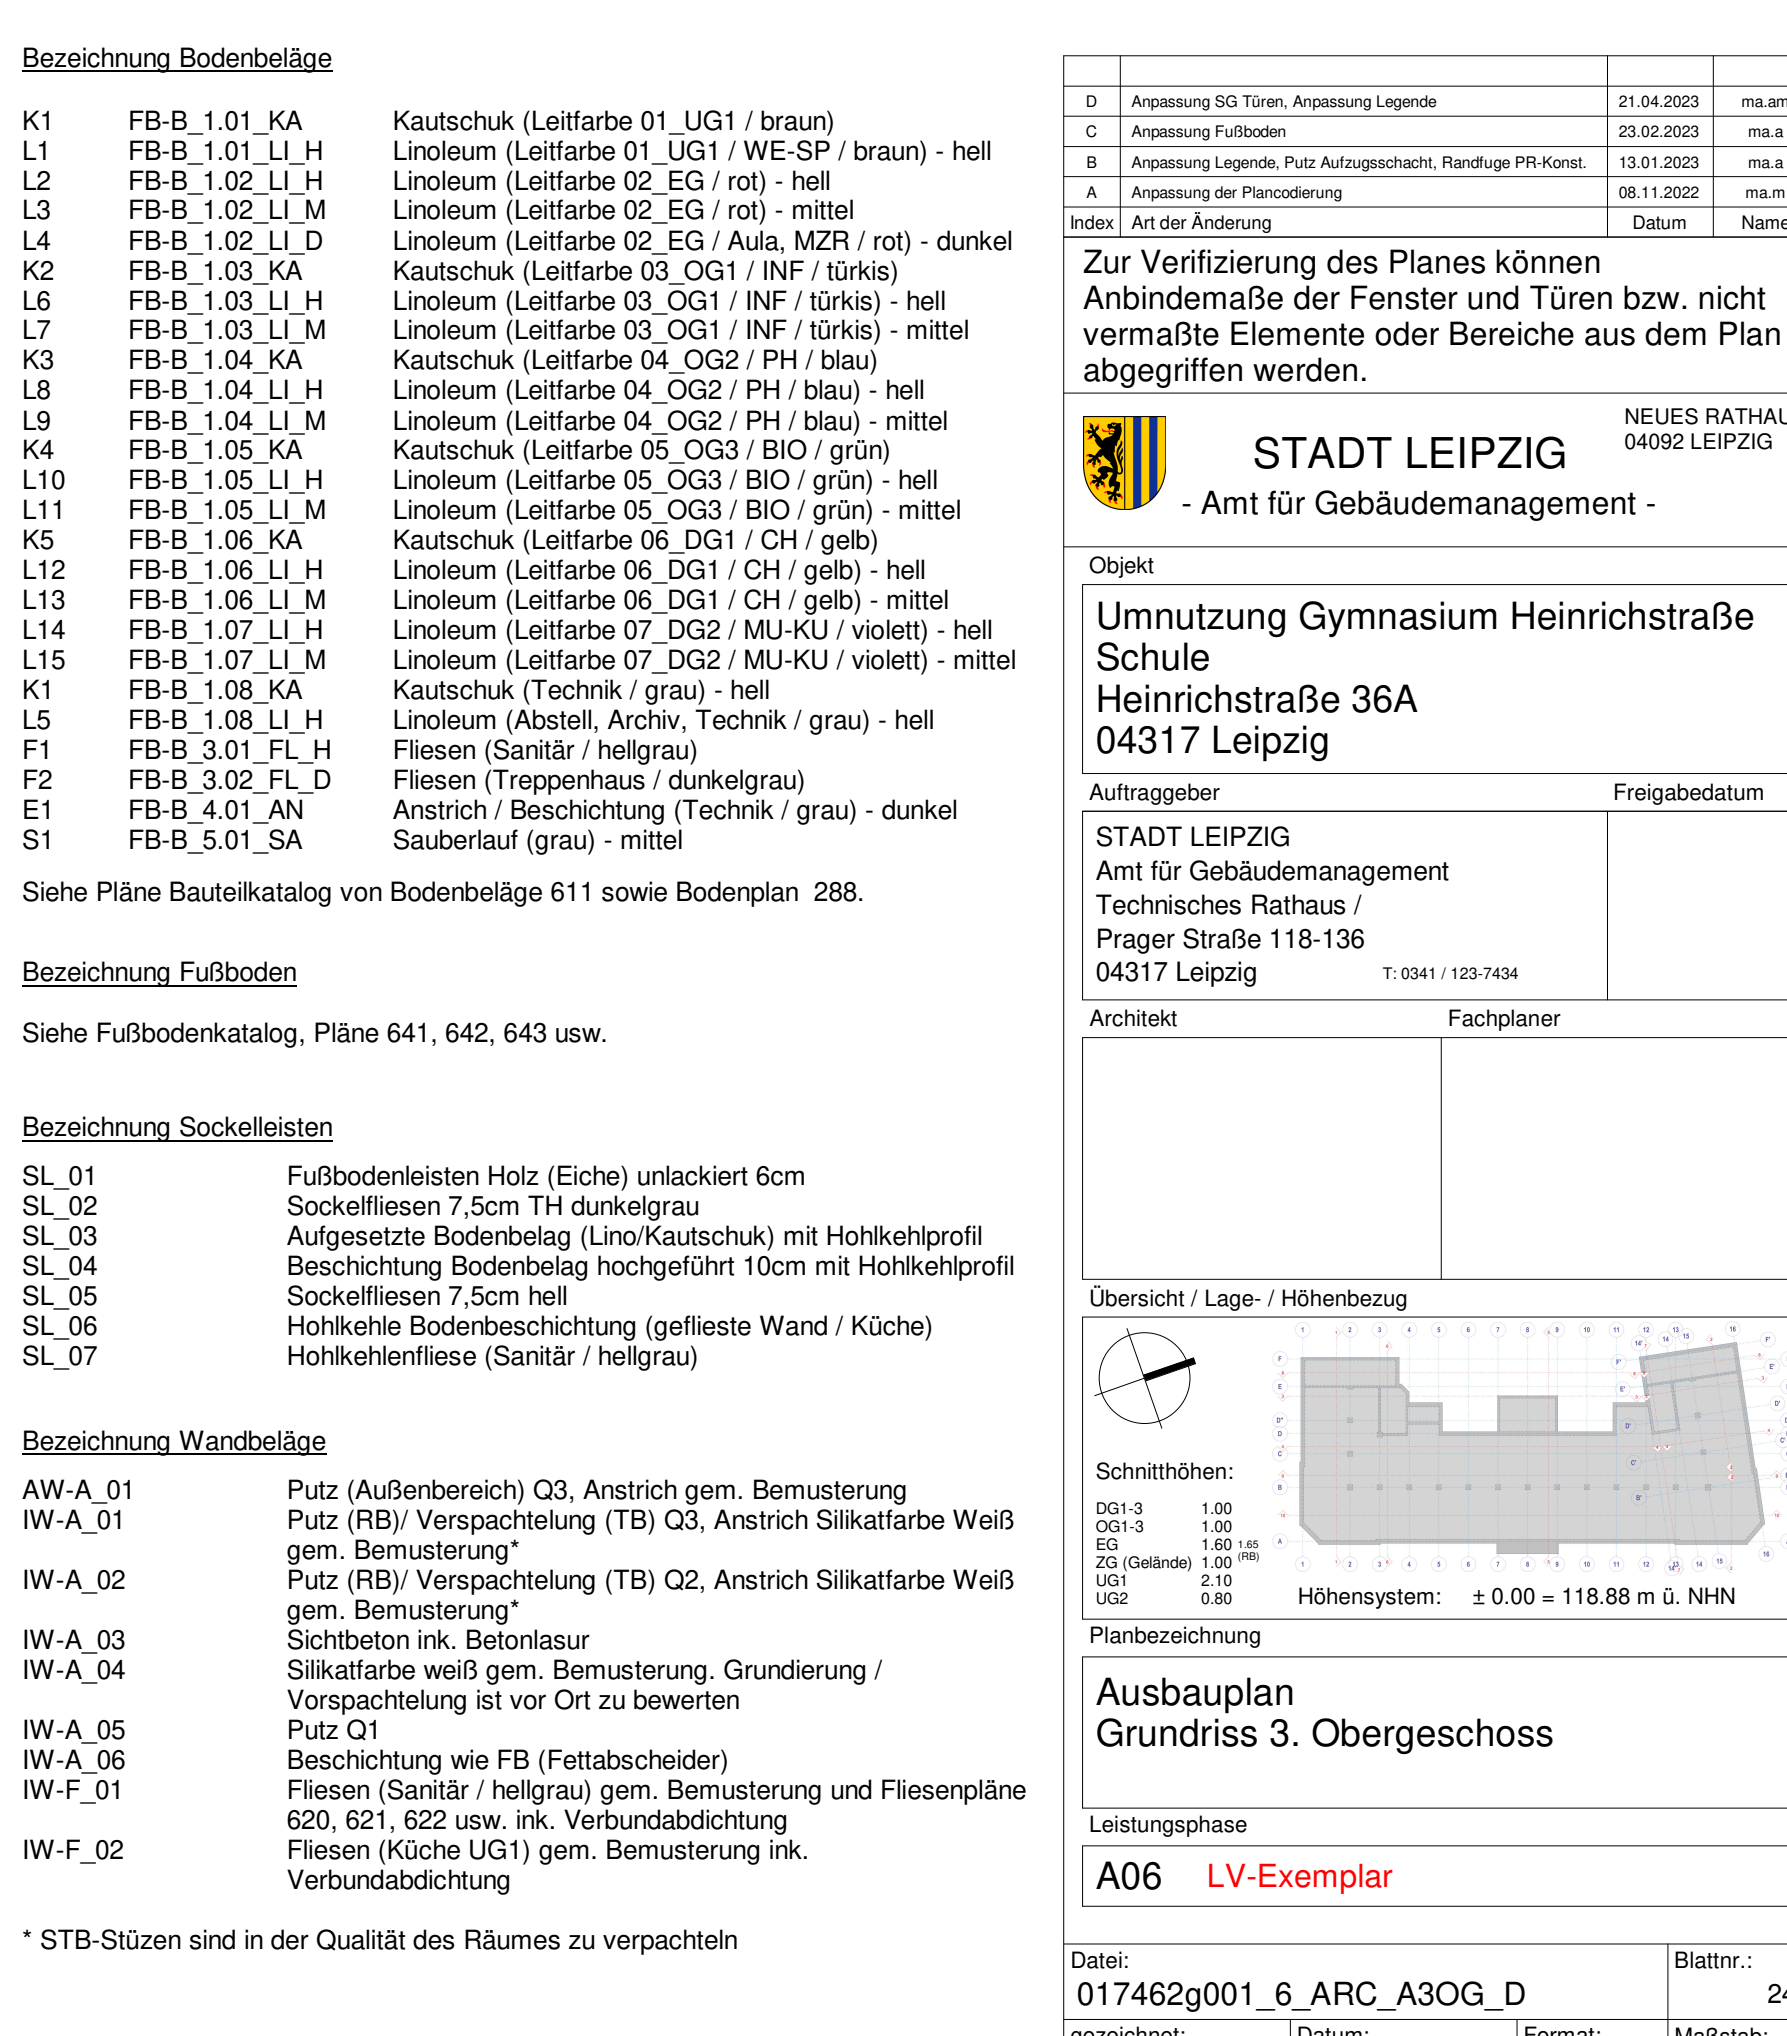 Bezeichnung Bodenbeläge
K1 FB-B_1.01_KA Kautschuk (Leitfarbe 01_UG1 / braun)
L1 FB-B_1.01_LI_H Linoleum (Leitfarbe 01_UG1 / WE-SP / braun) - hell
L2 FB-B_1.02_LI_H Linoleum (Leitfarbe 02_EG / rot) - hell
L3 FB-B_1.02_LI_M Linoleum (Leitfarbe 02_EG / rot) - mittel
L4 FB-B_1.02_LI_D Linoleum (Leitfarbe 02_EG / Aula, MZR / rot) - dunkel
K2 FB-B_1.03_KA Kautschuk (Leitfarbe 03_OG1 / INF / türkis)
L6 FB-B_1.03_LI_H Linoleum (Leitfarbe 03_OG1 / INF / türkis) - hell
L7 FB-B_1.03_LI_M Linoleum (Leitfarbe 03_OG1 / INF / türkis) - mittel
K3 FB-B_1.04_KA Kautschuk (Leitfarbe 04_OG2 / PH / blau)
L8 FB-B_1.04_LI_H Linoleum (Leitfarbe 04_OG2 / PH / blau) - hell
L9 FB-B_1.04_LI_M Linoleum (Leitfarbe 04_OG2 / PH / blau) - mittel
K4 FB-B_1.05_KA Kautschuk (Leitfarbe 05_OG3 / BIO / grün)
L10 FB-B_1.05_LI_H Linoleum (Leitfarbe 05_OG3 / BIO / grün) - hell
L11 FB-B_1.05_LI_M Linoleum (Leitfarbe 05_OG3 / BIO / grün) - mittel
K5 FB-B_1.06_KA Kautschuk (Leitfarbe 06_DG1 / CH / gelb)
L12 FB-B_1.06_LI_H Linoleum (Leitfarbe 06_DG1 / CH / gelb) - hell
L13 FB-B_1.06_LI_M Linoleum (Leitfarbe 06_DG1 / CH / gelb) - mittel
L14 FB-B_1.07_LI_H Linoleum (Leitfarbe 07_DG2 / MU-KU / violett) - hell
L15 FB-B_1.07_LI_M Linoleum (Leitfarbe 07_DG2 / MU-KU / violett) - mittel
K1 FB-B_1.08_KA Kautschuk (Technik / grau) - hell
L5 FB-B_1.08_LI_H Linoleum (Abstell, Archiv, Technik / grau) - hell
F1 FB-B_3.01_FL_H Fliesen (Sanitär / hellgrau)
F2 FB-B_3.02_FL_D Fliesen (Treppenhaus / dunkelgrau)
E1 FB-B_4.01_AN Anstrich / Beschichtung (Technik / grau) - dunkel
S1 FB-B_5.01_SA Sauberlauf (grau) - mittel
Siehe Pläne Bauteilkatalog von Bodenbeläge 611 sowie Bodenplan 288.
Bezeichnung Fußboden
Siehe Fußbodenkatalog, Pläne 641, 642, 643 usw.
Bezeichnung Sockelleisten
SL_01 Fußbodenleisten Holz (Eiche) unlackiert 6cm
SL_02 Sockelfliesen 7,5cm TH dunkelgrau
SL_03 Aufgesetzte Bodenbelag (Lino/Kautschuk) mit Hohlkehlprofil
SL_04 Beschichtung Bodenbelag hochgeführt 10cm mit Hohlkehlprofil
SL_05 Sockelfliesen 7,5cm hell
SL_06 Hohlkehle Bodenbeschichtung (geflieste Wand / Küche)
SL_07 Hohlkehlenfliese (Sanitär / hellgrau)
Bezeichnung Wandbeläge
AW-A_01 Putz (Außenbereich) Q3, Anstrich gem. Bemusterung
IW-A_01 Putz (RB)/ Verspachtelung (TB) Q3, Anstrich Silikatfarbe Weiß
gem. Bemusterung*
IW-A_02 Putz (RB)/ Verspachtelung (TB) Q2, Anstrich Silikatfarbe Weiß
gem. Bemusterung*
IW-A_03 Sichtbeton ink. Betonlasur
IW-A_04 Silikatfarbe weiß gem. Bemusterung. Grundierung /
Vorspachtelung ist vor Ort zu bewerten
IW-A_05 Putz Q1
IW-A_06 Beschichtung wie FB (Fettabscheider)
IW-F_01 Fliesen (Sanitär / hellgrau) gem. Bemusterung und Fliesenpläne
620, 621, 622 usw. ink. Verbundabdichtung
IW-F_02 Fliesen (Küche UG1) gem. Bemusterung ink.
Verbundabdichtung
* STB-Stüzen sind in der Qualität des Räumes zu verpachteln
D Anpassung SG Türen, Anpassung Legende 21.04.2023 ma.am
C Anpassung Fußboden 23.02.2023 ma.a
B Anpassung Legende, Putz Aufzugsschacht, Randfuge PR-Konst. 13.01.2023 ma.a
A Anpassung der Plancodierung 08.11.2022 ma.m
Index Art der Änderung Datum Name
Zur Verifizierung des Planes können
Anbindemaße der Fenster und Türen bzw. nicht
vermaßte Elemente oder Bereiche aus dem Plan
abgegriffen werden.
STADT LEIPZIG
- Amt für Gebäudemanagement -
NEUES RATHAU
04092 LEIPZIG
Objekt
Umnutzung Gymnasium Heinrichstraße
Schule
Heinrichstraße 36A
04317 Leipzig
Auftraggeber Freigabedatum
STADT LEIPZIG
Amt für Gebäudemanagement
Technisches Rathaus /
Prager Straße 118-136
04317 Leipzig T: 0341 / 123-7434
Architekt Fachplaner
Übersicht / Lage- / Höhenbezug
Schnitthöhen:
DG1-3 1.00
OG1-3 1.00
EG 1.60 1.65
ZG (Gelände) 1.00 (RB)
UG1 2.10
UG2 0.80
Höhensystem: ± 0.00 = 118.88 m ü. NHN
Planbezeichnung
Ausbauplan
Grundriss 3. Obergeschoss
Leistungsphase
A06 LV-Exemplar
Datei: Blattnr.:
017462g001_6_ARC_A3OG_D 24
gezeichnet: Datum: Format: Maßstab: